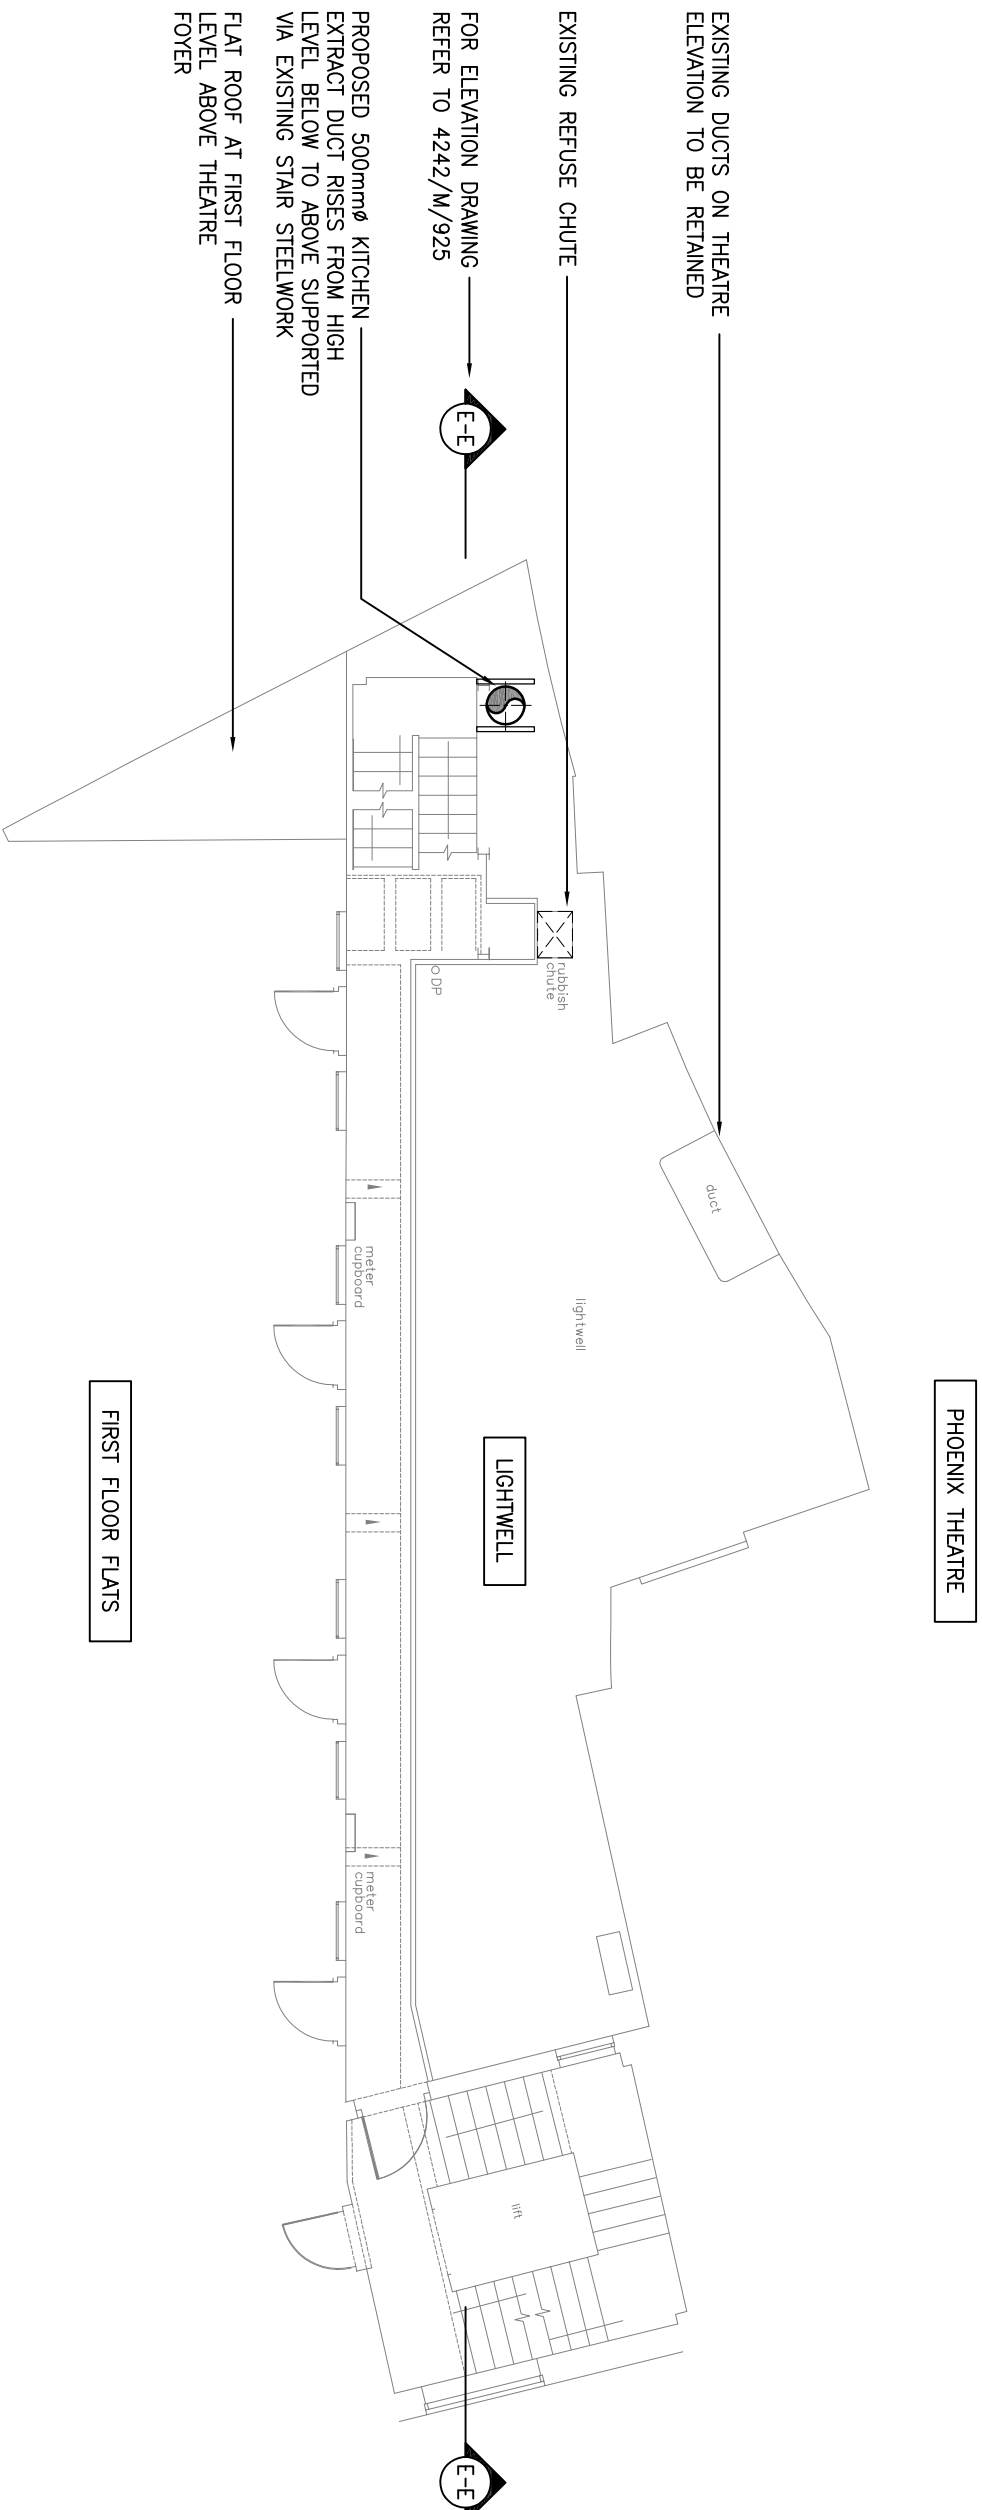 EXISTING DUCTS ON THEATRE
ELEVATION TO BE RETAINED
EXISTING REFUSE CHUTE
FOR ELEVATION DRAWING
REFER TO 4242/M/925
PROPOSED 500mmØ KITCHEN
EXTRACT DUCT RISES FROM HIGH
LEVEL BELOW TO ABOVE SUPPORTED
VIA EXISTING STAIR STEELWORK
FLAT ROOF AT FIRST FLOOR
LEVEL ABOVE THEATRE
FOYER
E-E
rubbish
chute
DP
duct
meter
cupboard
lightwell
PHOENIX THEATRE
LIGHTWELL
FIRST FLOOR FLATS
meter
cupboard
lift
E-E